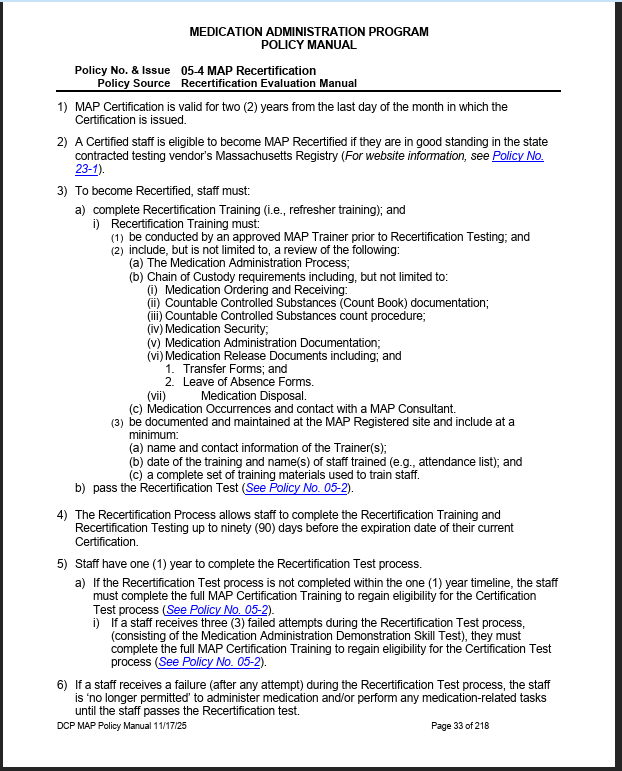 MEDICATION ADMINISTRATION PROGRAM
POLICY MANUAL
Policy No. & Issue 05-4 MAP Recertification
Policy Source Recertification Evaluation Manual
1) MAP Certification is valid for two (2) years from the last day of the month in which the
Certification is issued.
2) A Certified staff is eligible to become MAP Recertified if they are in good standing in the state
contracted testing vendor's Massachusetts Registry (For website information, see Policy No.
23-1).
3) To become Recertified, staff must:
a) complete Recertification Training (i.e., refresher training); and
i) Recertification Training must:
(1) be conducted by an approved MAP Trainer prior to Recertification Testing; and
(2) include, but is not limited to, a review of the following:
(a) The Medication Administration Process;
(b) Chain of Custody requirements including, but not limited to:
(i) Medication Ordering and Receiving:
(ii) Countable Controlled Substances (Count Book) documentation;
(iii) Countable Controlled Substances count procedure;
(iv) Medication Security;
(v) Medication Administration Documentation;
(vi) Medication Release Documents including; and
1. Transfer Forms; and
2. Leave of Absence Forms.
(vii) Medication Disposal.
(c) Medication Occurrences and contact with a MAP Consultant.
(3) be documented and maintained at the MAP Registered site and include at a
minimum:
(a) name and contact information of the Trainer(s);
(b) date of the training and name(s) of staff trained (e.g., attendance list); and
(c) a complete set of training materials used to train staff.
b) pass the Recertification Test (See Policy No. 05-2).
4) The Recertification Process allows staff to complete the Recertification Training and
Recertification Testing up to ninety (90) days before the expiration date of their current
Certification.
5) Staff have one (1) year to complete the Recertification Test process.
a) If the Recertification Test process is not completed within the one (1) year timeline, the staff
must complete the full MAP Certification Training to regain eligibility for the Certification
Test process (See Policy No. 05-2).
i) If a staff receives three (3) failed attempts during the Recertification Test process,
(consisting of the Medication Administration Demonstration Skill Test), they must
complete the full MAP Certification Training to regain eligibility for the Certification Test
process (See Policy No. 05-2).
6) If a staff receives a failure (after any attempt) during the Recertification Test process, the staff
is 'no longer permitted' to administer medication and/or perform any medication-related tasks
until the staff passes the Recertification test.
DCP MAP Policy Manual 11/17/25 Page 33 of 218